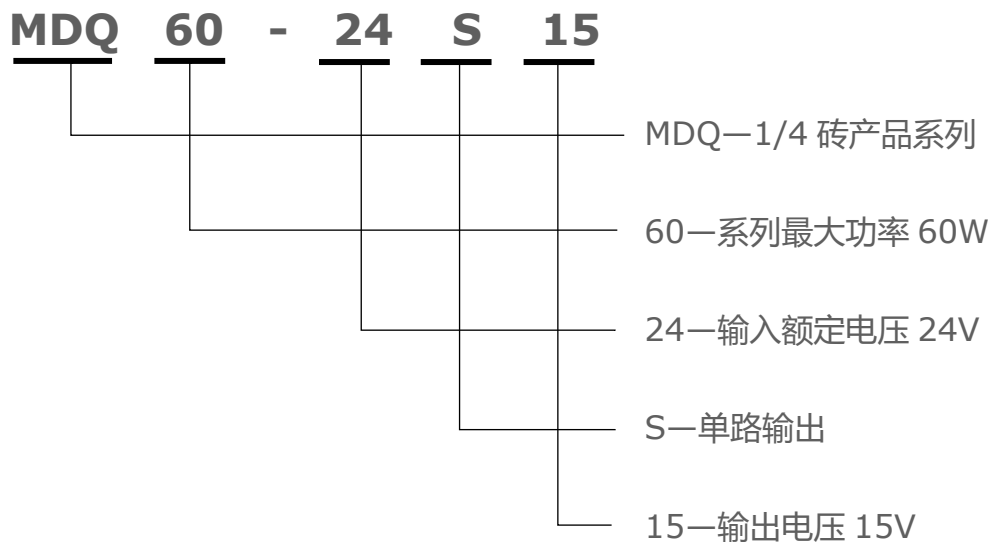 MDQ 60 - 24 S 15
MDQ—1/4 砖产品系列
60—系列最大功率 60W
24—输入额定电压 24V
S—单路输出
15—输出电压 15V